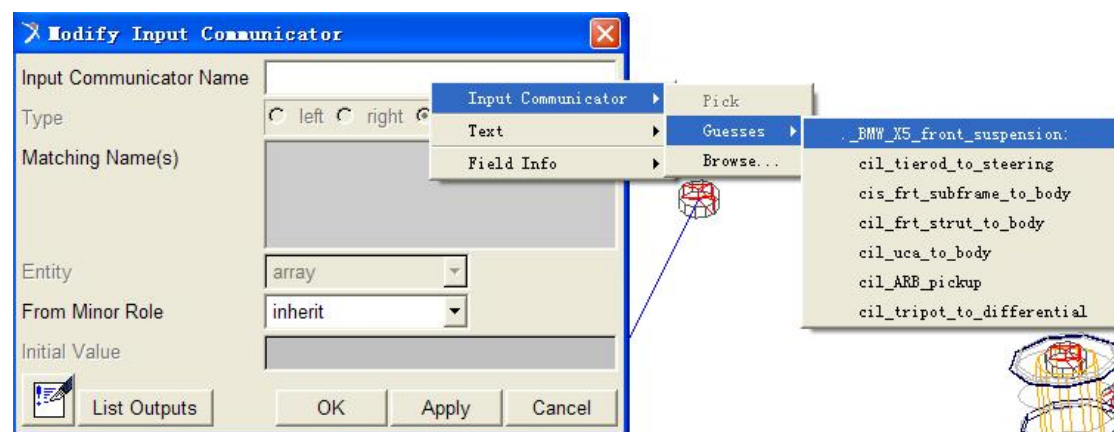 Modify Input Communicator
Input Communicator Name
Type
left right
Matching Name(s)
Entity
array
From Minor Role
inherit
Initial Value
List Outputs
OK
Apply
Cancel
Input Communicator
Text
Field Info
Pick
Guesses
Browse...
._BMW_X5_front_suspension:
cil_tierod_to_steering
cis_frt_subframe_to_body
cil_frt_strut_to_body
cil_uca_to_body
cil_ARB_pickup
cil_tripot_to_differential